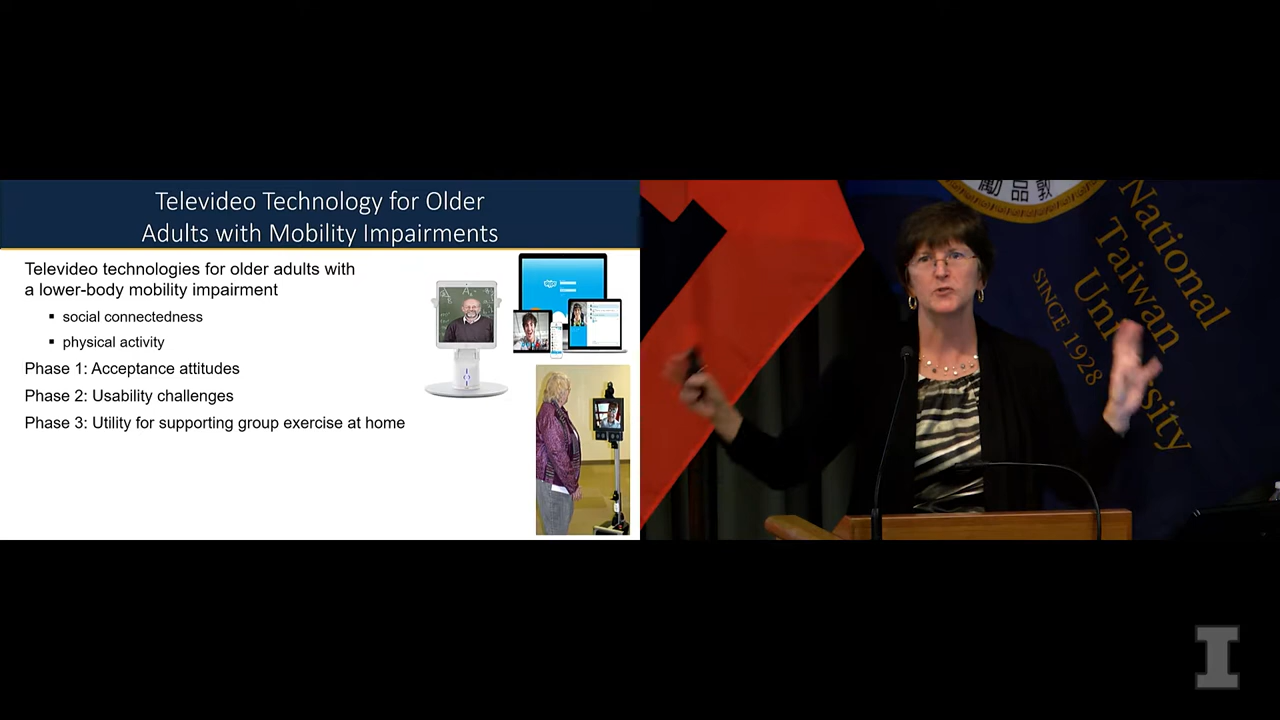 Televideo Technology for Older
Adults with Mobility Impairments
Televideo technologies for older adults with
a lower-body mobility impairment
▪ social connectedness
▪ physical activity
Phase 1: Acceptance attitudes
Phase 2: Usability challenges
Phase 3: Utility for supporting group exercise at home
National
Taiwan
University
SINCE 1928
I